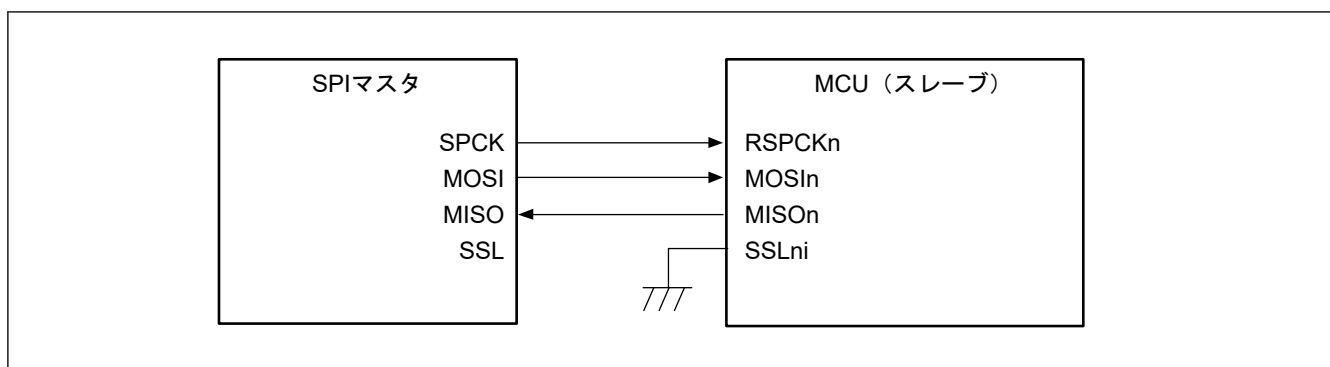 SPIマスタ
MCU（スレーブ）
SPCK
RSPCKn
MOSI
MOSIn
MISO
MISOn
SSL
SSLni